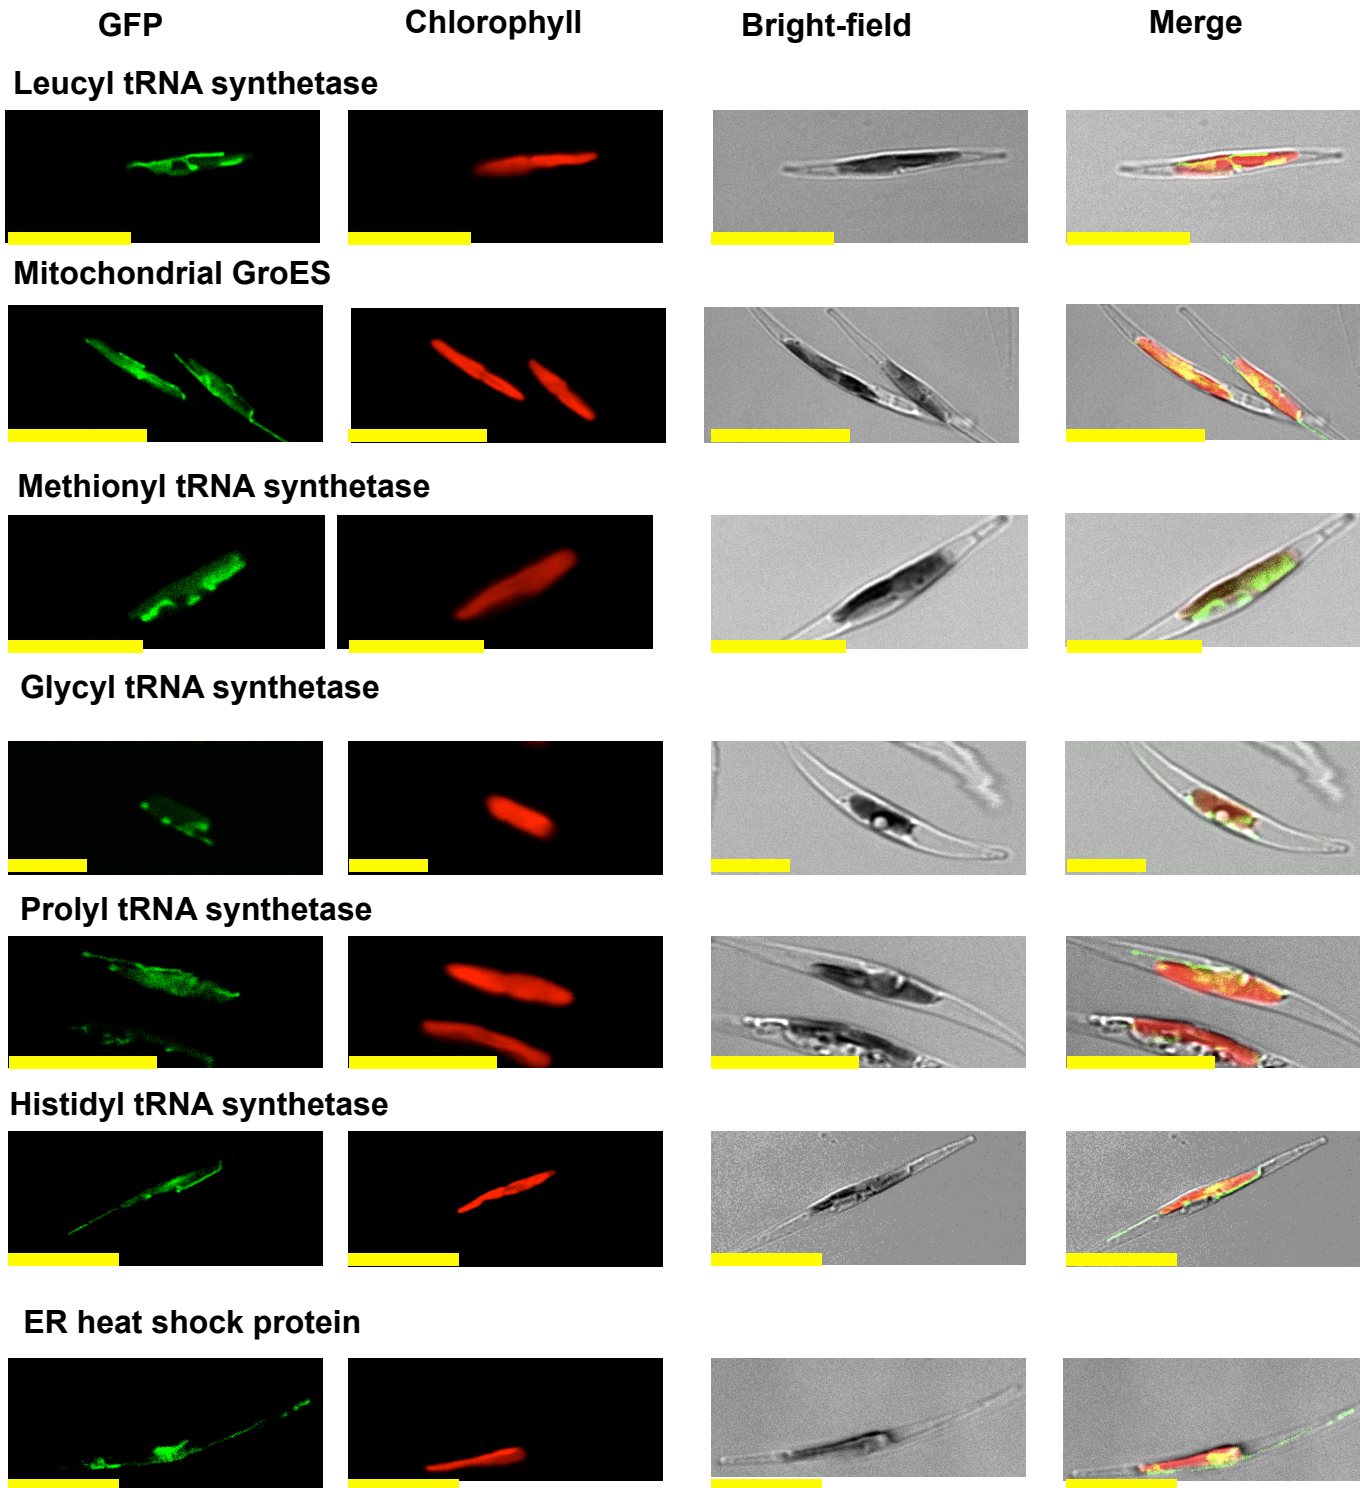 GFP Chlorophyll Bright-field Merge
Leucyl tRNA synthetase
Mitochondrial GroES
Methionyl tRNA synthetase
Glycyl tRNA synthetase
Prolyl tRNA synthetase
Histidyl tRNA synthetase
ER heat shock protein